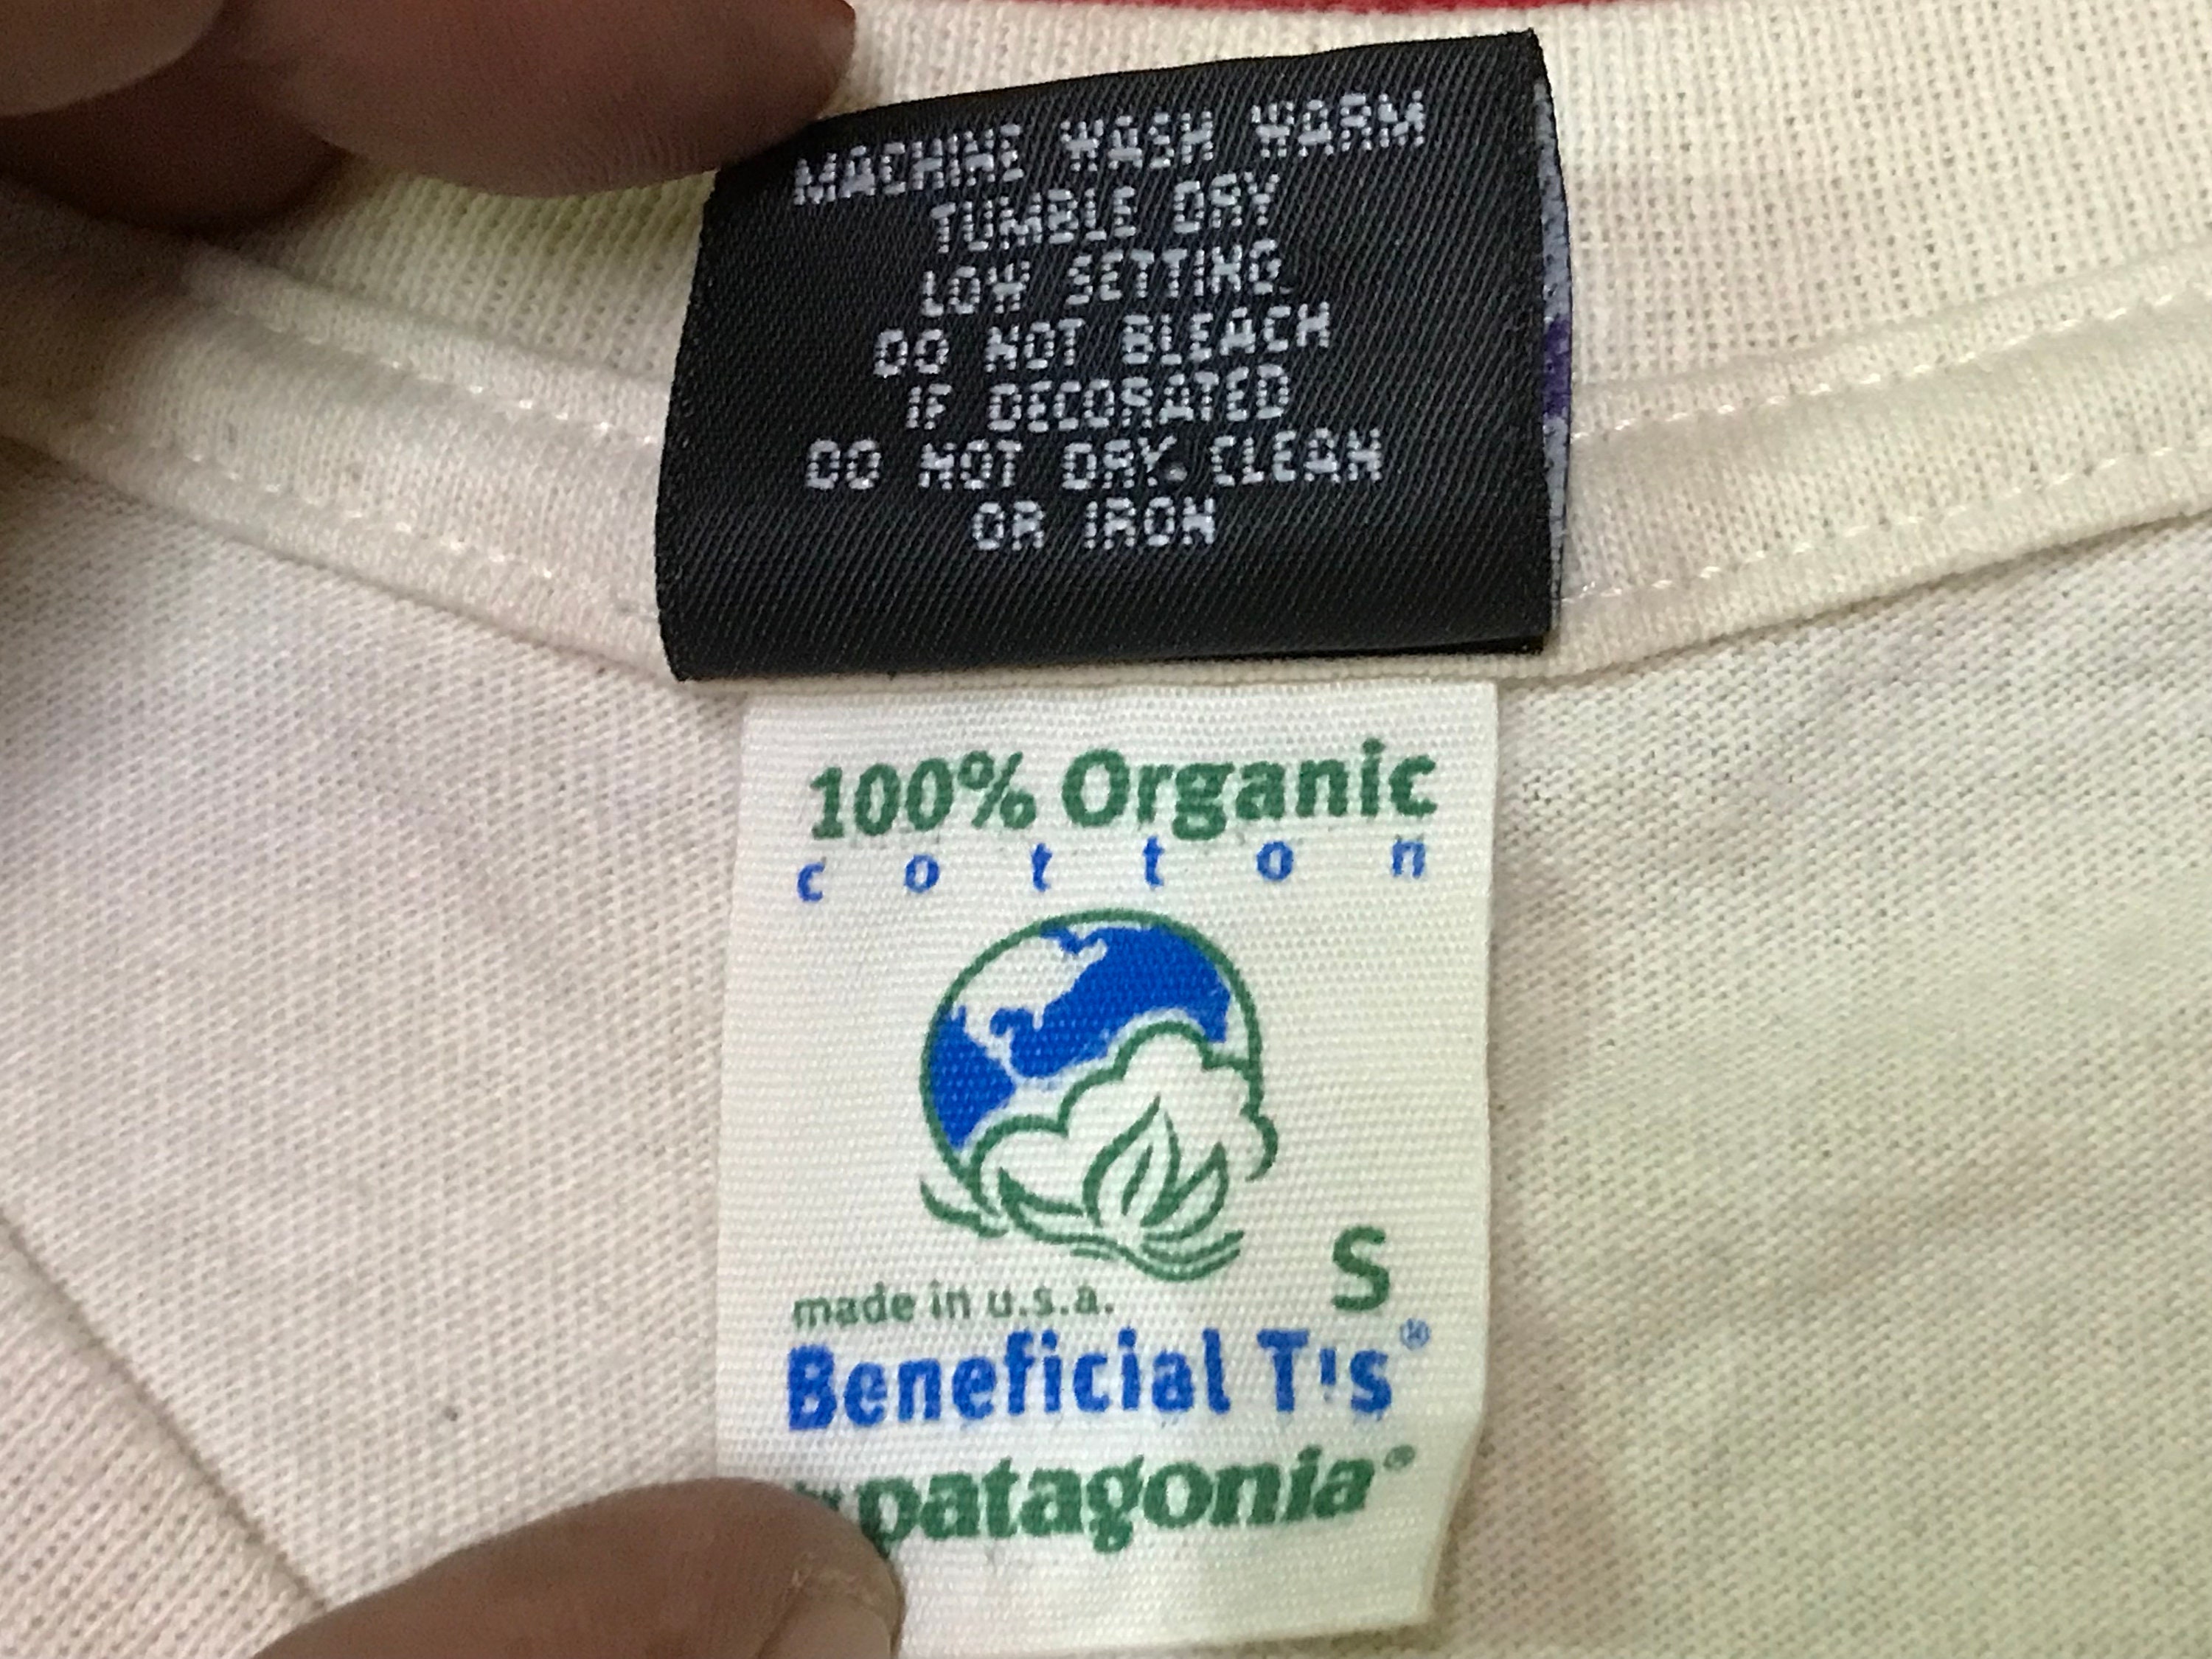 MACHINE WASH WARM
TUMBLE DRY
LOW SETTING
DO NOT BLEACH
IF DECORATED
DO NOT DRY CLEAN
OR IRON
100% Organic
cotton
S
made in u.s.a.
Beneficial T's®
patagonia®